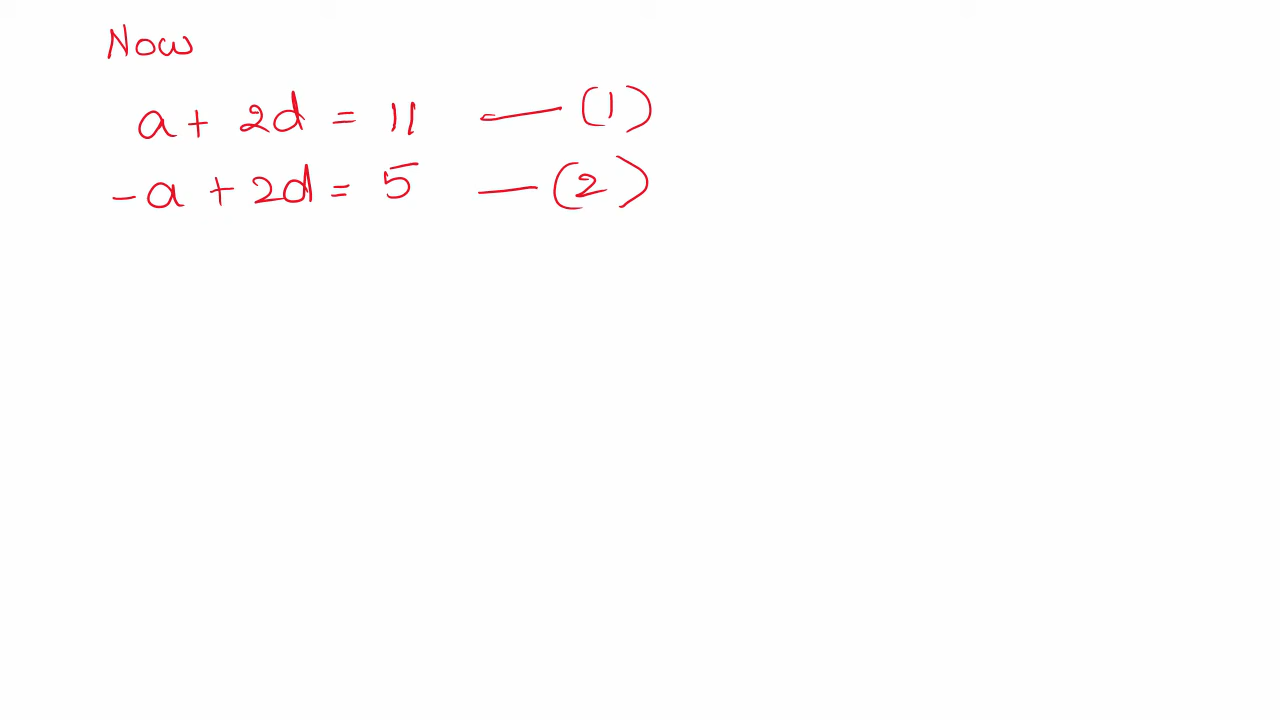 Now
a + 2d = 11 — (1)
-a + 2d = 5 — (2)